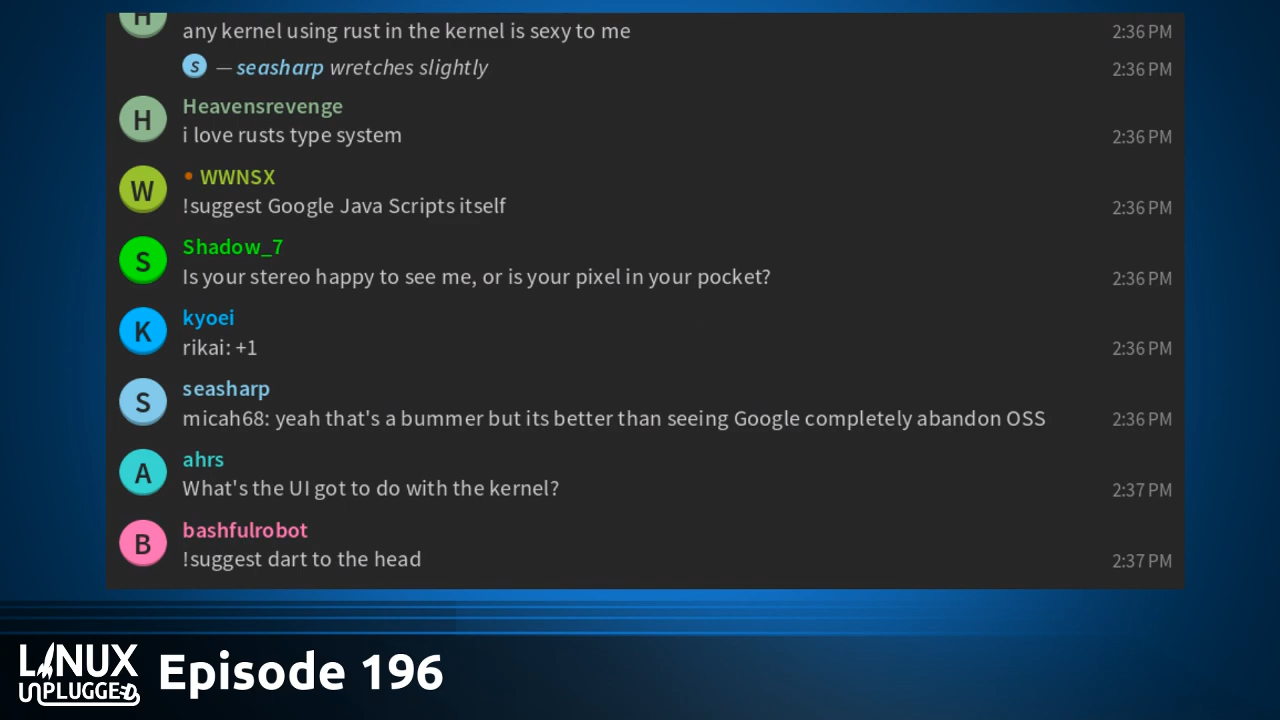 H
any kernel using rust in the kernel is sexy to me 2:36 PM
S — seasharp wretches slightly 2:36 PM
Heavensrevenge
H i love rusts type system 2:36 PM
• WWNSX
W !suggest Google Java Scripts itself 2:36 PM
Shadow_7
S Is your stereo happy to see me, or is your pixel in your pocket? 2:36 PM
kyoei
K rikai: +1 2:36 PM
seasharp
S micah68: yeah that's a bummer but its better than seeing Google completely abandon OSS 2:36 PM
ahrs
A What's the UI got to do with the kernel? 2:37 PM
bashfulrobot
B !suggest dart to the head 2:37 PM
LINUX
UNPLUGGED
Episode 196